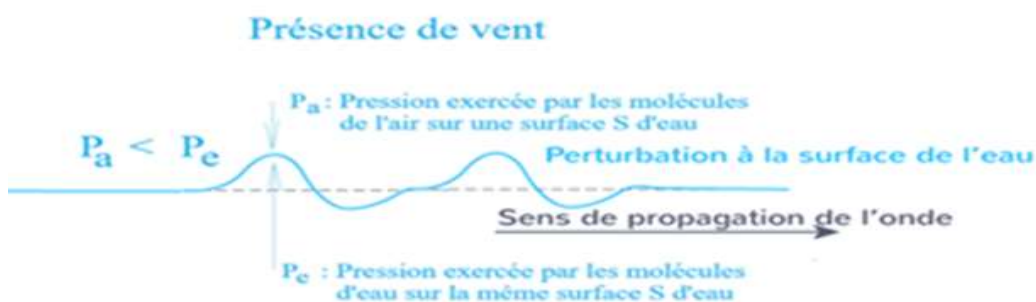 Présence de vent
Pa : Pression exercée par les molécules
de l'air sur une surface S d'eau
Pa < Pe
Perturbation à la surface de l'eau
Sens de propagation de l'onde
Pe : Pression exercée par les molécules
d'eau sur la même surface S d'eau